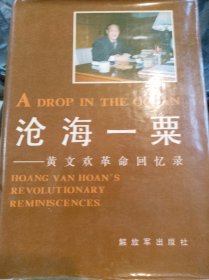 A DROP IN THE OCEAN
沧海一粟
——黄文欢革命回忆录
HOANG VAN HOAN'S
REVOLUTIONARY
REMINISCENCES
解放军出版社